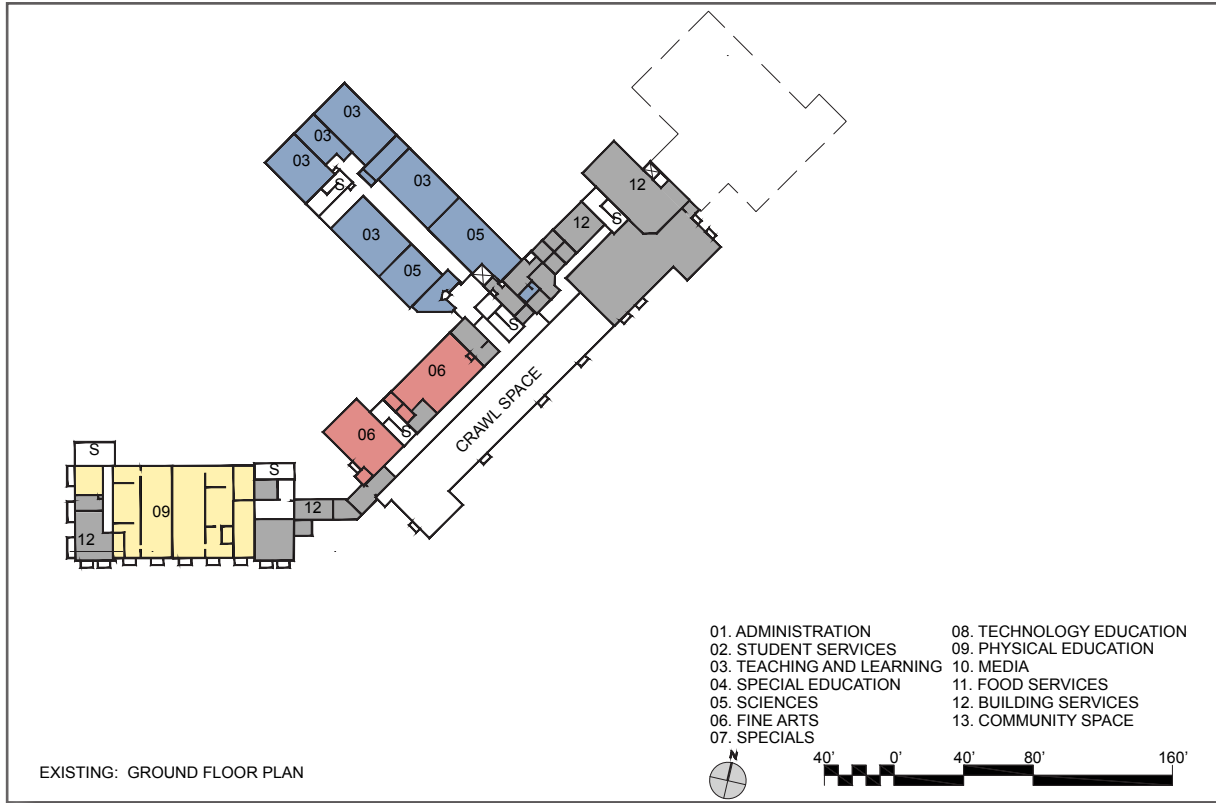 03
03
03
S
03
12
12
S
03
05
05
S
06
CRAWL SPACE
06
S
S
S
09
12
12
01. ADMINISTRATION
02. STUDENT SERVICES
03. TEACHING AND LEARNING
04. SPECIAL EDUCATION
05. SCIENCES
06. FINE ARTS
07. SPECIALS
08. TECHNOLOGY EDUCATION
09. PHYSICAL EDUCATION
10. MEDIA
11. FOOD SERVICES
12. BUILDING SERVICES
13. COMMUNITY SPACE
N
40' 0' 40' 80' 160'
EXISTING: GROUND FLOOR PLAN